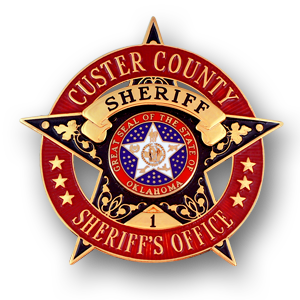 CUSTER COUNTY
SHERIFF
GREAT SEAL OF THE STATE OF
OKLAHOMA
1
SHERIFF'S OFFICE